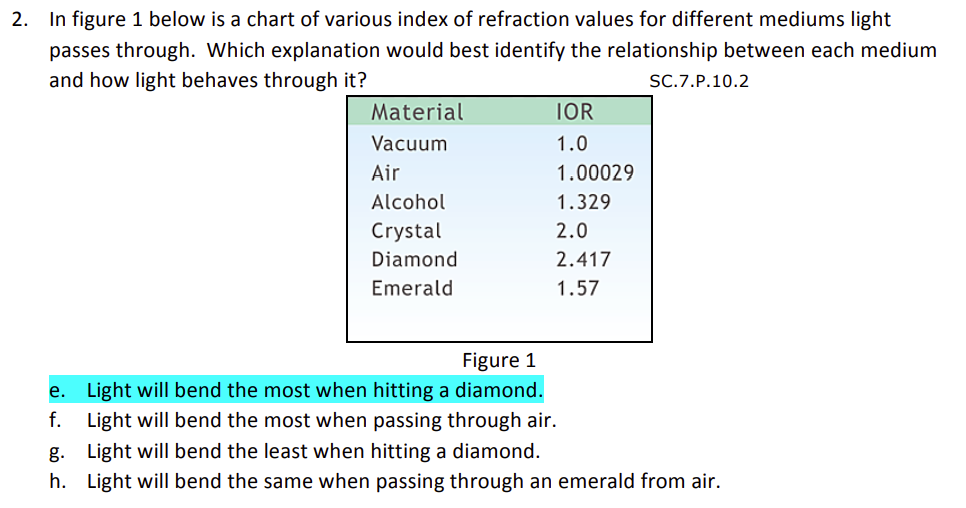 2. In figure 1 below is a chart of various index of refraction values for different mediums light
passes through. Which explanation would best identify the relationship between each medium
and how light behaves through it? SC.7.P.10.2
Material IOR
Vacuum 1.0
Air 1.00029
Alcohol 1.329
Crystal 2.0
Diamond 2.417
Emerald 1.57
Figure 1
e. Light will bend the most when hitting a diamond.
f. Light will bend the most when passing through air.
g. Light will bend the least when hitting a diamond.
h. Light will bend the same when passing through an emerald from air.